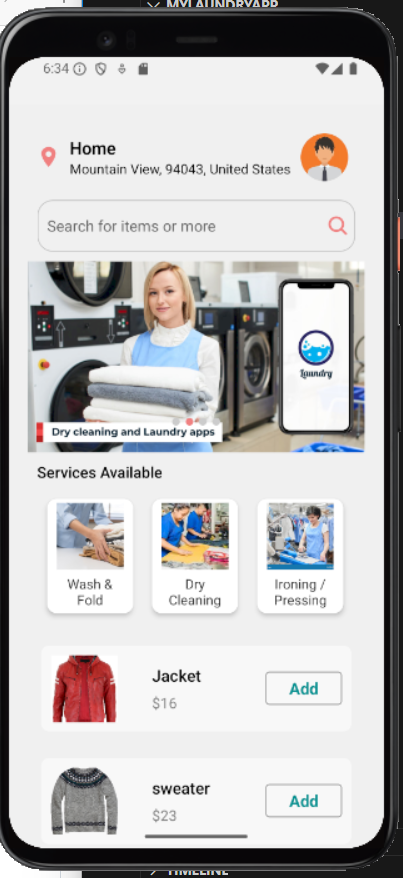 MYLAUNDRYAPP
6:34
Home
Mountain View, 94043, United States
Search for items or more
Laundry
Dry cleaning and Laundry apps
Services Available
Wash &
Fold
Dry
Cleaning
Ironing /
Pressing
Jacket
$16
Add
sweater
$23
Add
TIMELINE